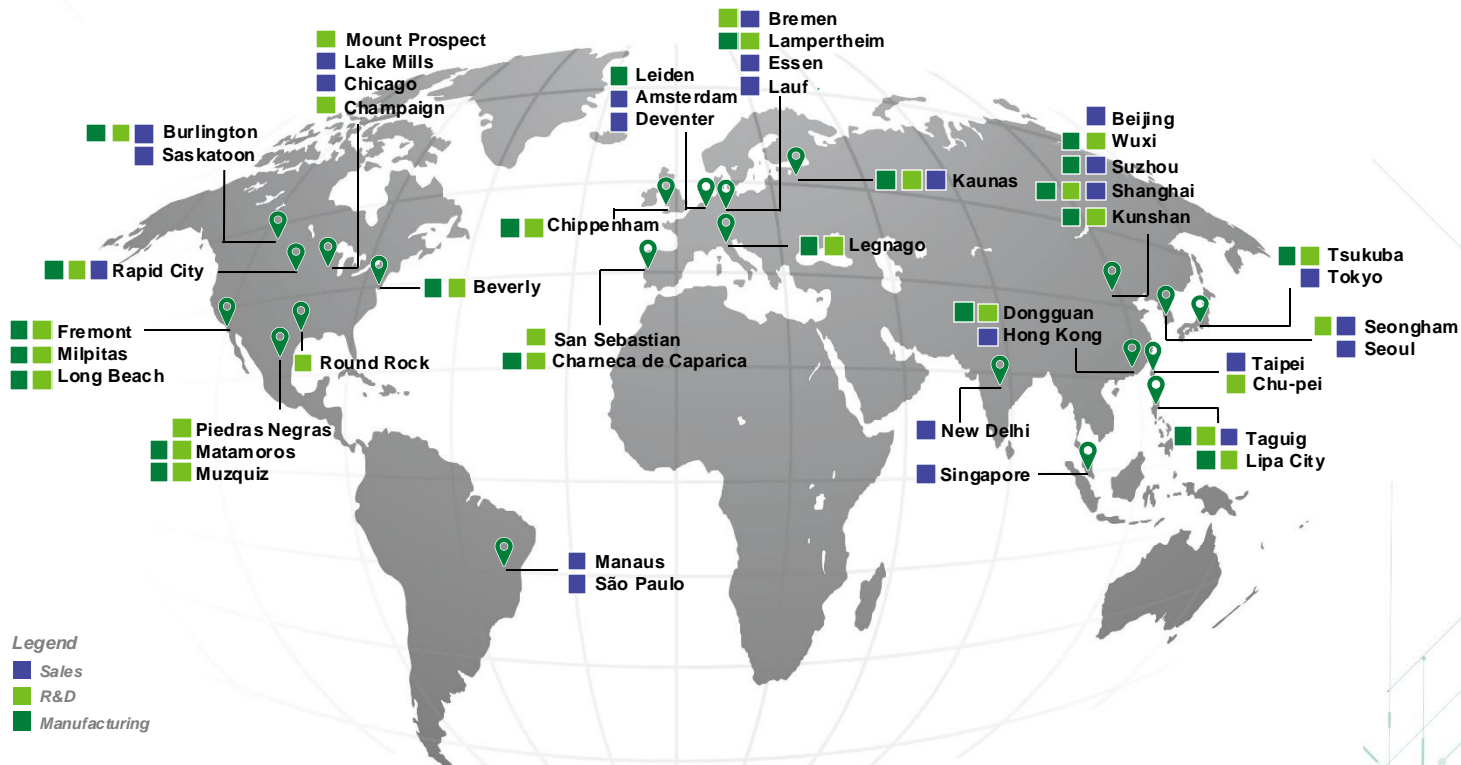 Mount Prospect
Lake Mills
Chicago
Champaign
Burlington
Saskatoon
Rapid City
Beverly
Fremont
Milpitas
Long Beach
Round Rock
Piedras Negras
Matamoros
Muzquiz
Manaus
São Paulo
Leiden
Amsterdam
Deventer
Bremen
Lampertheim
Essen
Lauf
Kaunas
Chippenham
Legnago
San Sebastian
Charneca de Caparica
Beijing
Wuxi
Suzhou
Shanghai
Kunshan
Tsukuba
Tokyo
Seongham
Seoul
Dongguan
Hong Kong
Taipei
Chu-pei
New Delhi
Singapore
Taguig
Lipa City
Legend
Sales
R&D
Manufacturing